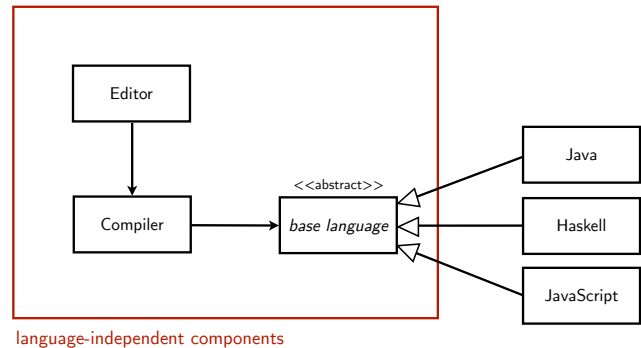 Editor
Java
<<abstract>>
Compiler
base language
Haskell
JavaScript
language-independent components